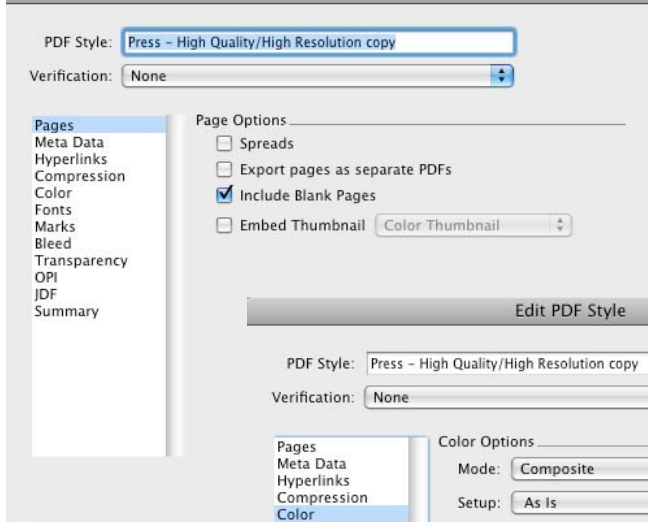 PDF Style: Press – High Quality/High Resolution copy
Verification: None
Pages
Meta Data
Hyperlinks
Compression
Color
Fonts
Marks
Bleed
Transparency
OPI
JDF
Summary
Page Options
Spreads
Export pages as separate PDFs
Include Blank Pages
Embed Thumbnail Color Thumbnail
Edit PDF Style
PDF Style: Press – High Quality/High Resolution copy
Verification: None
Pages
Meta Data
Hyperlinks
Compression
Color
Color Options
Mode: Composite
Setup: As Is